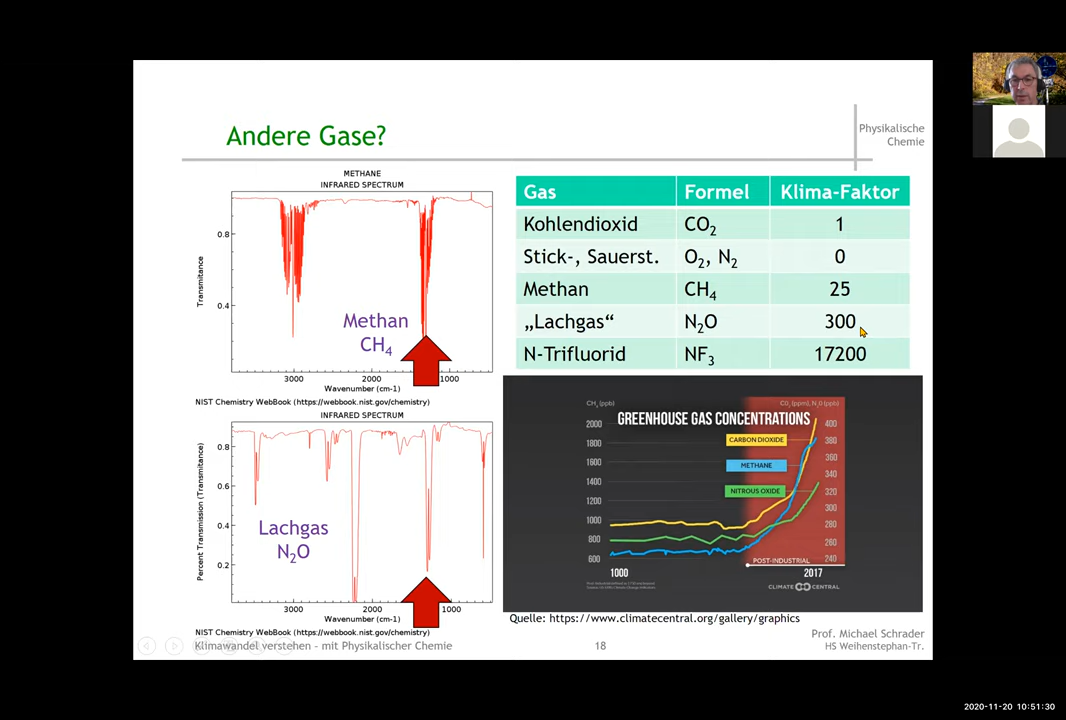 Andere Gase?
Physikalische
Chemie
METHANE
INFRARED SPECTRUM
0.8
0.4
Transmitance
Methan
CH4
3000
2000
1000
Wavenumber (cm-1)
NIST Chemistry WebBook (https://webbook.nist.gov/chemistry)
INFRARED SPECTRUM
0.8
0.6
0.4
0.2
Percent Transmission (Transmitance)
Lachgas
N2O
3000
2000
1000
Wavenumber (cm-1)
NIST Chemistry WebBook (https://webbook.nist.gov/chemistry)
Gas Formel Klima-Faktor
Kohlendioxid CO2 1
Stick-, Sauerst. O2, N2 0
Methan CH4 25
„Lachgas“ N2O 300
N-Trifluorid NF3 17200
CH4 (ppb)
CO2 (ppm), N2O (ppb)
GREENHOUSE GAS CONCENTRATIONS
2000
1800
1600
1400
1200
1000
800
600
400
380
360
340
320
300
280
260
240
CARBON DIOXIDE
METHANE
NITROUS OXIDE
POST-INDUSTRIAL
1000
2017
CLIMATE CENTRAL
Quelle: https://www.climatecentral.org/gallery/graphics
Klimawandel verstehen - mit Physikalischer Chemie
18
Prof. Michael Schrader
HS Weihenstephan-Tr.
2020-11-20 10:51:30